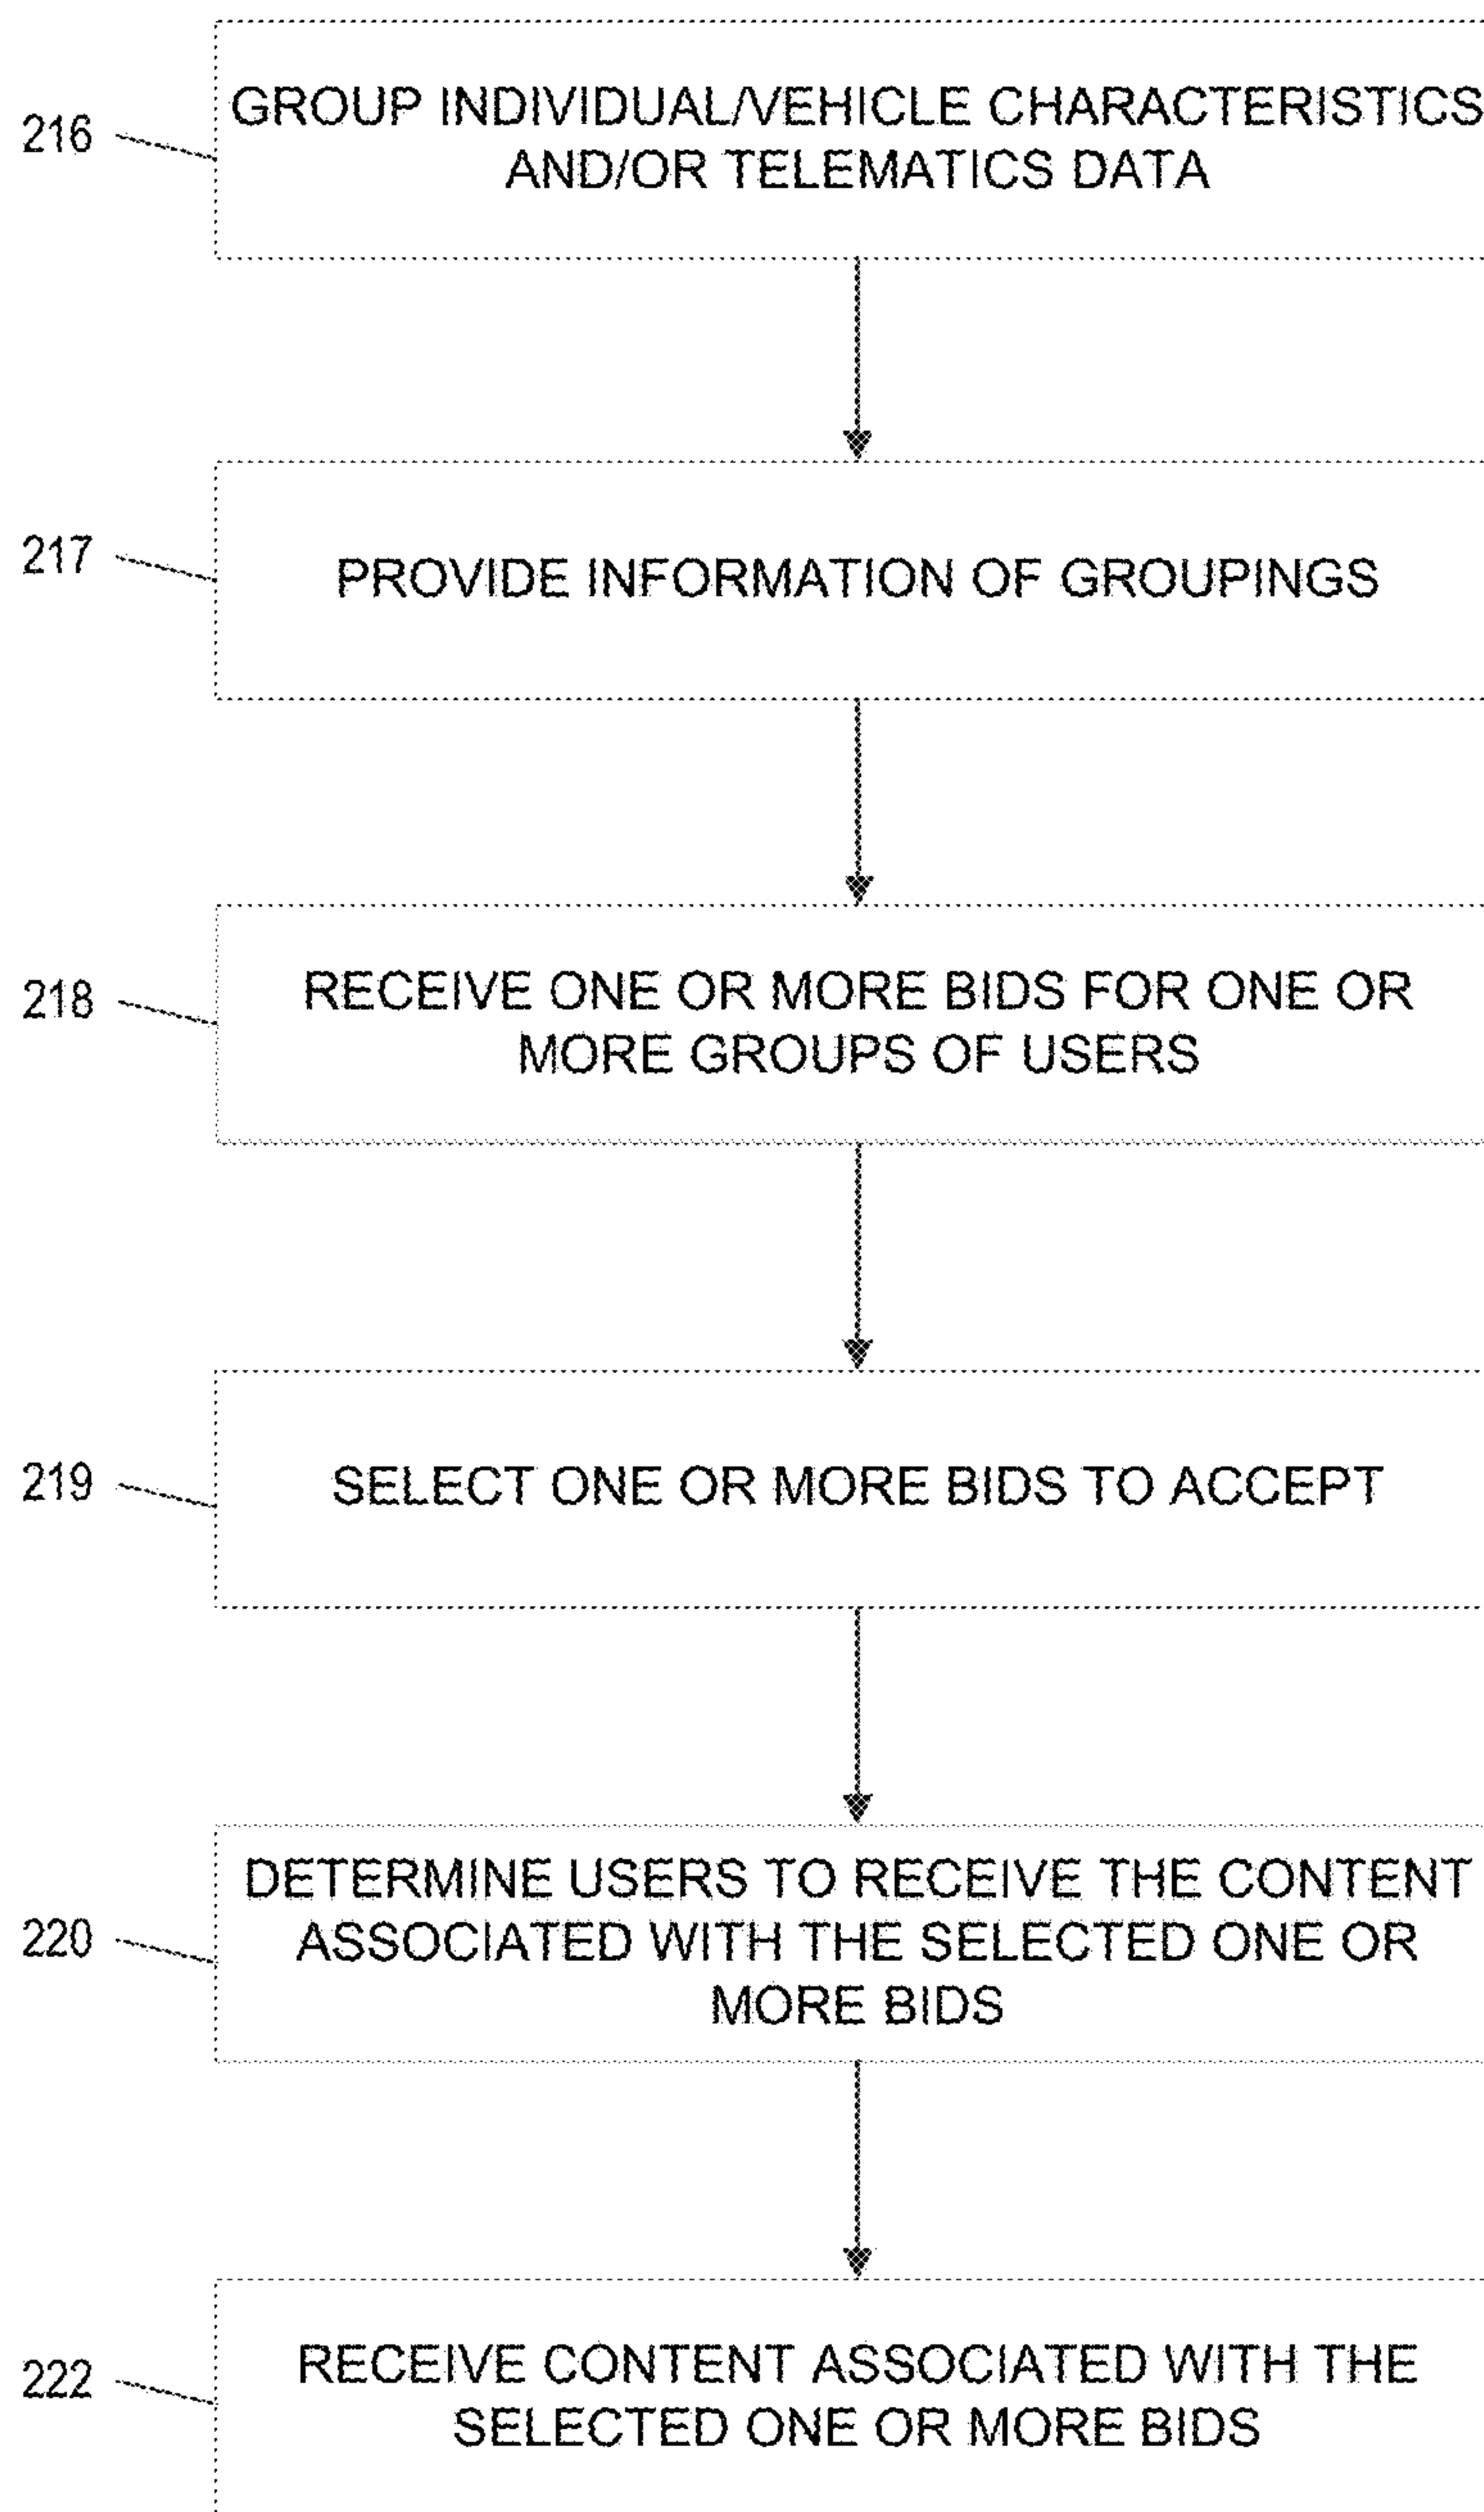 216
GROUP INDIVIDUAL/VEHICLE CHARACTERISTICS
AND/OR TELEMATICS DATA
217
PROVIDE INFORMATION OF GROUPINGS
218
RECEIVE ONE OR MORE BIDS FOR ONE OR
MORE GROUPS OF USERS
219
SELECT ONE OR MORE BIDS TO ACCEPT
220
DETERMINE USERS TO RECEIVE THE CONTENT
ASSOCIATED WITH THE SELECTED ONE OR
MORE BIDS
222
RECEIVE CONTENT ASSOCIATED WITH THE
SELECTED ONE OR MORE BIDS